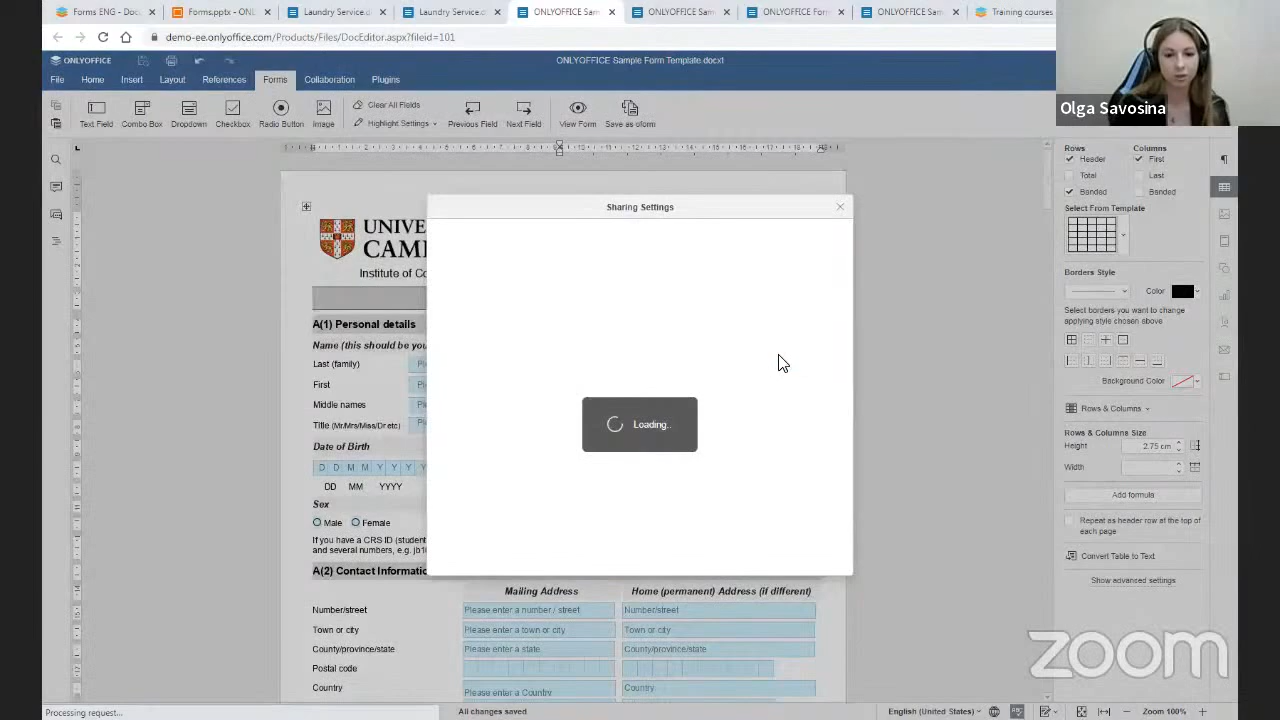 Forms ENG - DOC
Forms.pptx - ONL
Laundry Service.d
Laundry Service.d
ONLYOFFICE Sam
ONLYOFFICE Sam
ONLYOFFICE Form
ONLYOFFICE Sam
Training courses
demo-ee.onlyoffice.com/Products/Files/DocEditor.aspx?fileid=101
ONLYOFFICE
ONLYOFFICE Sample Form Template.docxf
File Home Insert Layout References Forms Collaboration Plugins
Olga Savosina
Text Field Combo Box Dropdown Checkbox Radio Button Image
Clear All Fields
Highlight Settings
Previous Field Next Field View Form Save as oform
Sharing Settings
Loading..
UNIVE
CAM
Institute of Co
A(1) Personal details
Name (this should be you
Last (family)
First
Middle names
Title (Mr/Mrs/Miss/Dr.etc)
Date of Birth
D D M M Y Y Y Y
DD MM YYYY
Sex
Male Female
If you have a CRS ID (student
and several numbers, e.g. jb10
A(2) Contact Informatio
Mailing Address Home (permanent) Address (if different)
Number/street Please enter a number / street Number/street
Town or city Please enter a town or city Town or city
County/province/state Please enter a state County/province/state
Postal code
Country Please enter a Country Country
Rows Columns
Header First
Total Last
Banded Banded
Select From Template
Borders Style
Color
Select borders you want to change
applying style chosen above
Background Color
Rows & Columns
Rows & Columns Size
Height 2.75 cm
Width
Add formula
Repeat as header row at the top of
each page
Convert Table to Text
Show advanced settings
zoom
Processing request... All changes saved English (United States) Zoom 100%